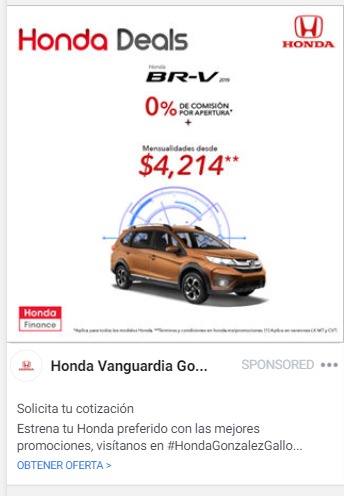 Honda Deals
HONDA
Honda
BR-V 2019
0% DE COMISIÓN
POR APERTURA*
+
Mensualidades desde
$4,214**
Honda
Finance
*Aplica para todos los modelos Honda. **Términos y condiciones en honda.mx/promociones
Honda Vanguardia Go...
SPONSORED
Solicita tu cotización
Estrena tu Honda preferido con las mejores
promociones, visítanos en #HondaGonzalezGallo...
OBTENER OFERTA >